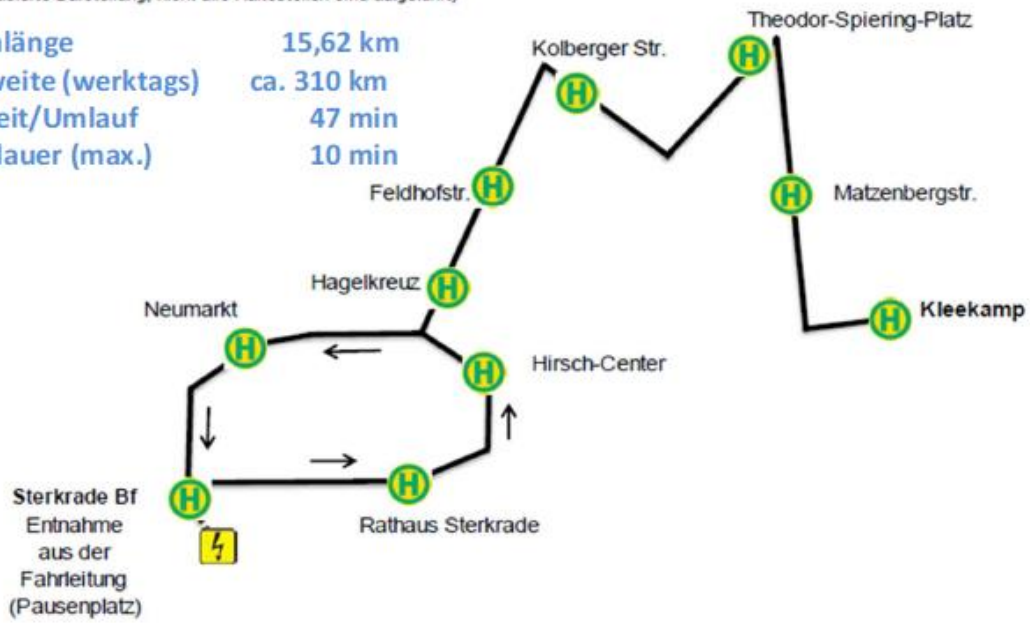 Theodor-Spiering-Platz
länge 15,62 km
Kolberger Str.
weite (werktags) ca. 310 km
eit/Umlauf 47 min
dauer (max.) 10 min
Feldhofstr.
Matzenbergstr.
Hagelkreuz
Neumarkt
Kleekamp
Hirsch-Center
Sterkrade Bf
Entnahme
aus der
Fahrleitung
(Pausenplatz)
Rathaus Sterkrade
H
H
H
H
H
H
H
H
H
H